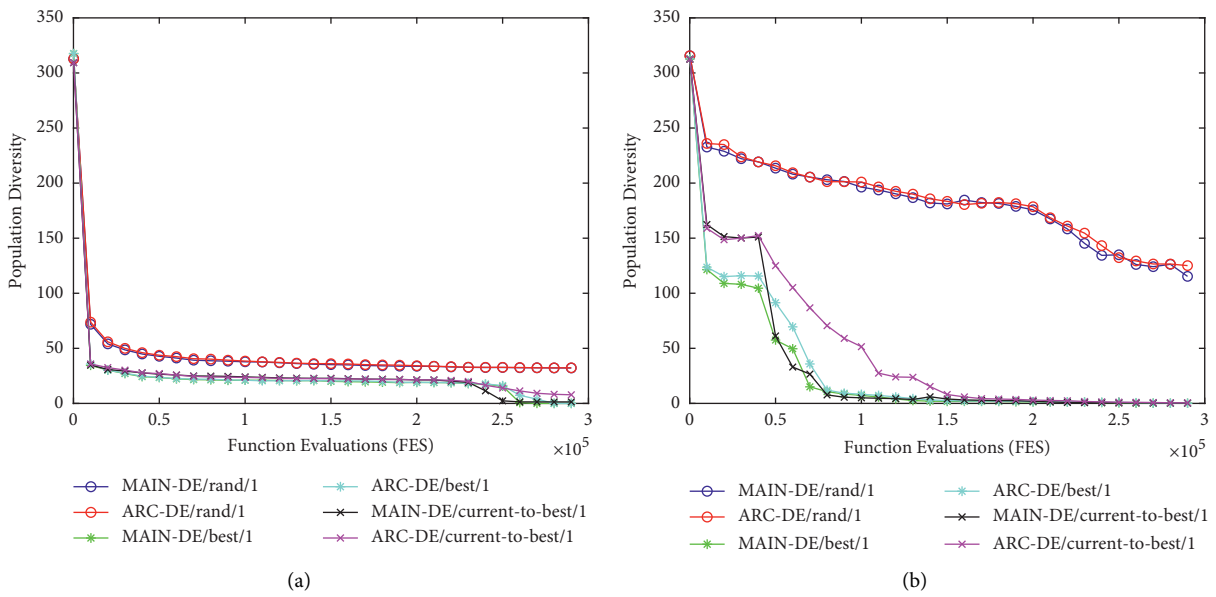 350
300
250
200
150
100
50
0
Population Diversity
0
0.5
1
1.5
2
2.5
3
×10^5
Function Evaluations (FES)
MAIN-DE/rand/1
ARC-DE/rand/1
MAIN-DE/best/1
ARC-DE/best/1
MAIN-DE/current-to-best/1
ARC-DE/current-to-best/1
(a)
350
300
250
200
150
100
50
0
Population Diversity
0
0.5
1
1.5
2
2.5
3
×10^5
Function Evaluations (FES)
MAIN-DE/rand/1
ARC-DE/rand/1
MAIN-DE/best/1
ARC-DE/best/1
MAIN-DE/current-to-best/1
ARC-DE/current-to-best/1
(b)